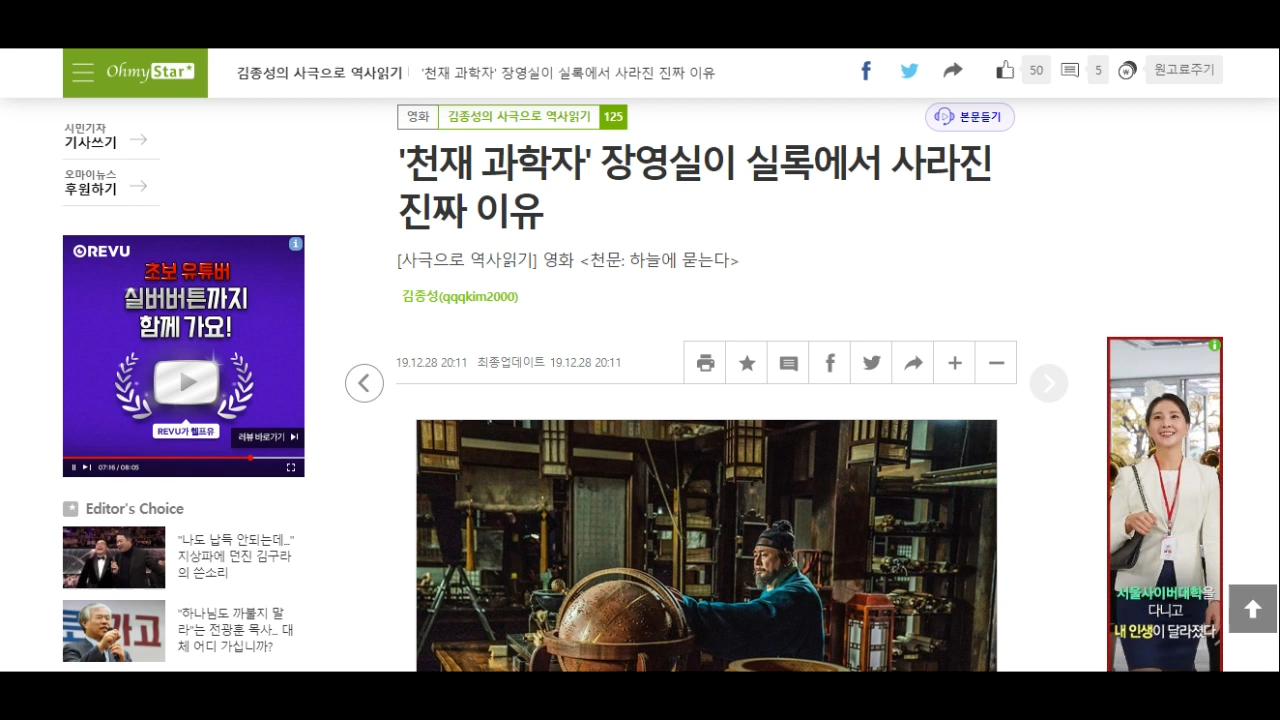 OhmyStar*
김종성의 사극으로 역사읽기
'천재 과학자' 장영실이 실록에서 사라진 진짜 이유
50
5
원고료주기
시민기자
기사쓰기
오마이뉴스
후원하기
영화
김종성의 사극으로 역사읽기
125
본문듣기
'천재 과학자' 장영실이 실록에서 사라진
진짜 이유
[사극으로 역사읽기] 영화 <천문: 하늘에 묻는다>
김종성(qqqkim2000)
19.12.28 20:11
최종업데이트 19.12.28 20:11
REVU
초보 유튜버
실버버튼까지
함께 가요!
REVU가 헬프유
리뷰 바로가기
07:16 / 08:05
Editor's Choice
"나도 납득 안되는데.."
지상파에 던진 김구라
의 쓴소리
"하나님도 까불지 말
라"는 전광훈 목사... 대
체 어디 가십니까?
가고
서울사이버대학을
다니고
내 인생이 달라졌다